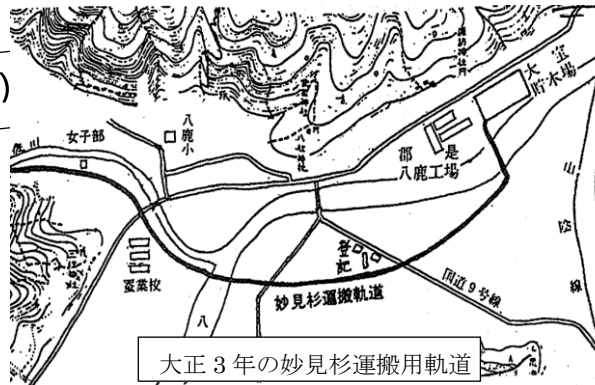 )
大宝
貯木場
郡是
八鹿工場
八鹿小
女子部
山陰線
登記
蚕業校
国道9号線
妙見杉運搬軌道
八
大正3年の妙見杉運搬用軌道